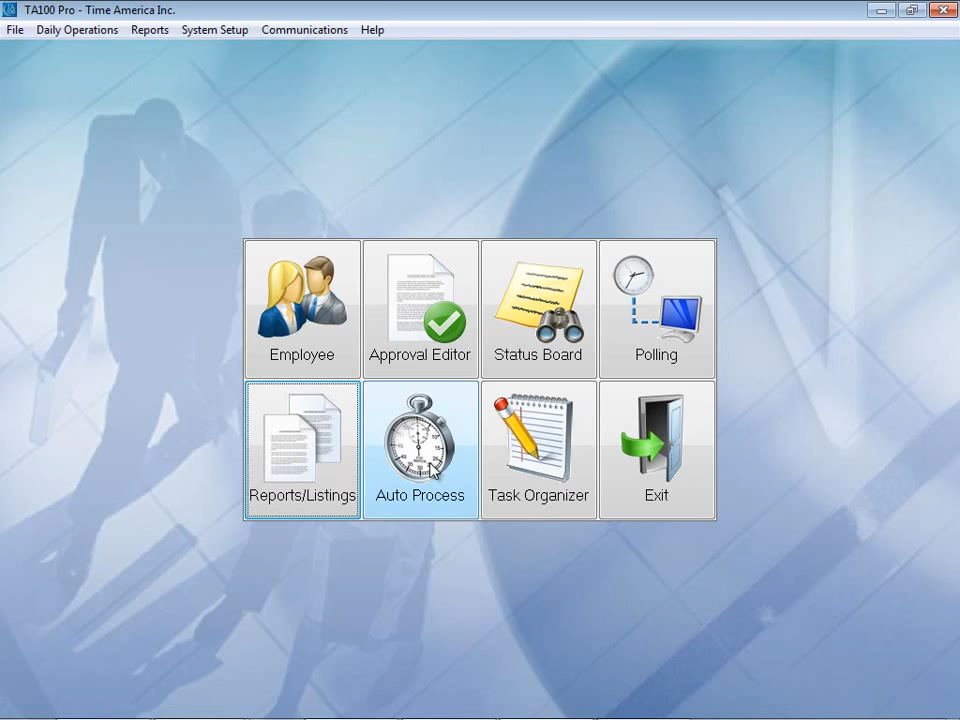 TA100 Pro - Time America Inc.
File Daily Operations Reports System Setup Communications Help
Employee Approval Editor Status Board Polling
Reports/Listings Auto Process Task Organizer Exit